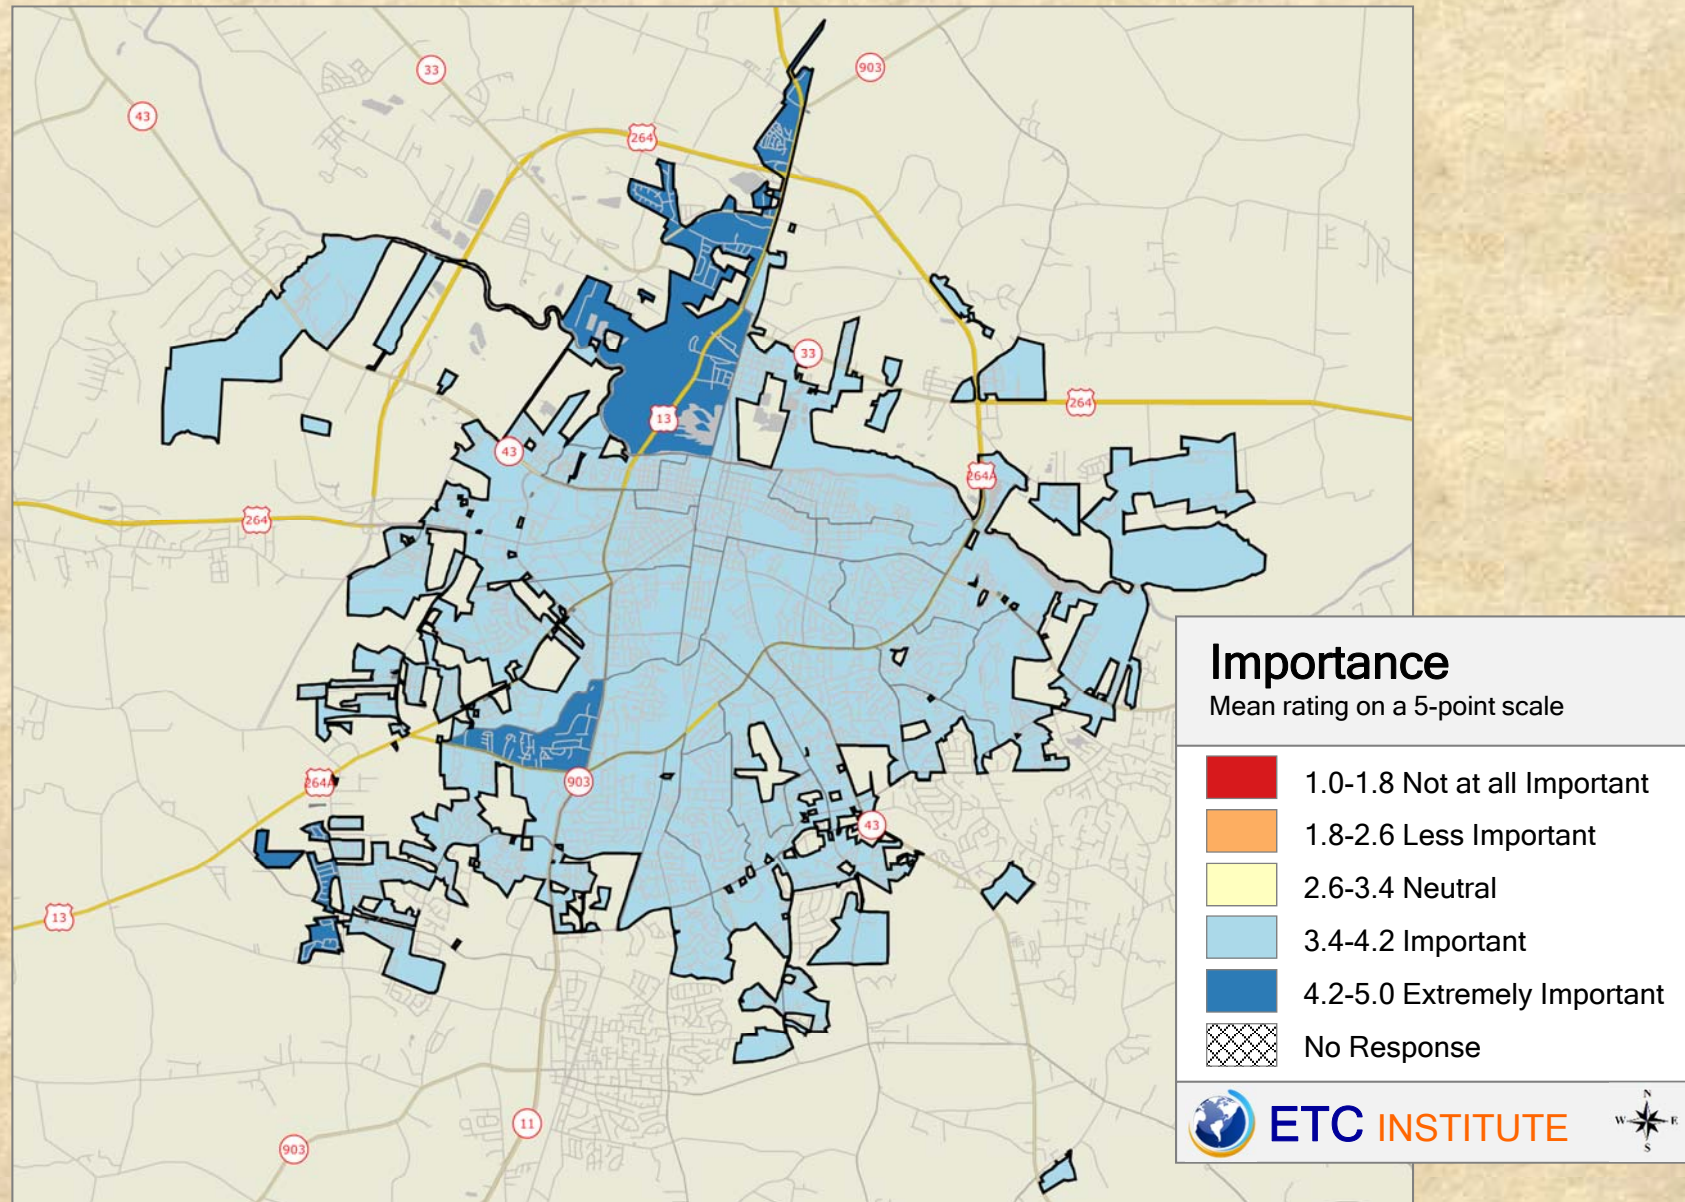 33
903
43
264
33
13
264
43
264A
264
903
264A
43
13
11
903
Importance
Mean rating on a 5-point scale
1.0-1.8 Not at all Important
1.8-2.6 Less Important
2.6-3.4 Neutral
3.4-4.2 Important
4.2-5.0 Extremely Important
No Response
ETC INSTITUTE
N
W E
S